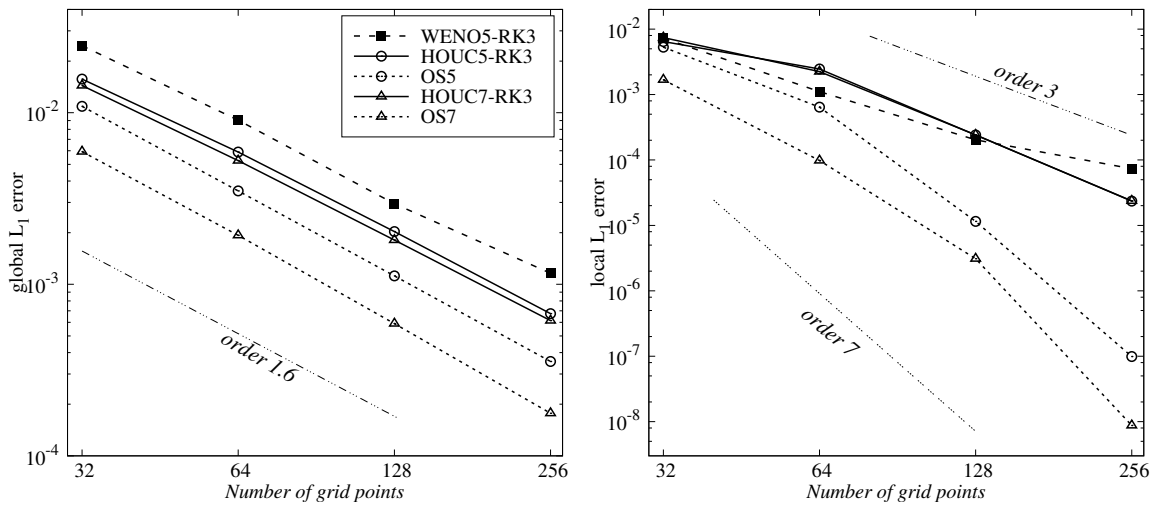 WENO5-RK3
HOUC5-RK3
OS5
HOUC7-RK3
OS7
10^-2
10^-3
10^-4
global L_1 error
order 1.6
32
64
128
256
Number of grid points
10^-2
10^-3
10^-4
10^-5
10^-6
10^-7
10^-8
local L_1 error
order 3
order 7
32
64
128
256
Number of grid points